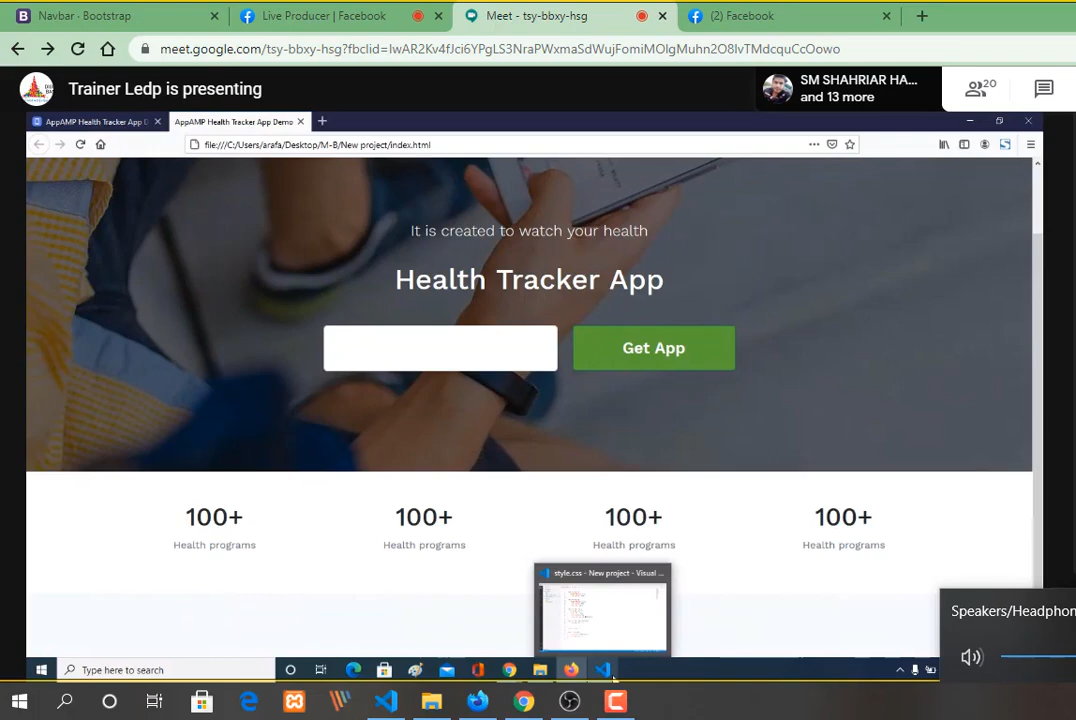 Navbar · Bootstrap
Live Producer | Facebook
Meet - tsy-bbxy-hsg
(2) Facebook
meet.google.com/tsy-bbxy-hsg?fbclid=IwAR2Kv4fJci6YPgLS3NraPWxmaSdWujFomiMOlgMuhn2O8lvTMdcquCcOowo
Trainer Ledp is presenting
SM SHAHRIAR HA...
and 13 more
20
AppAMP Health Tracker App D
AppAMP Health Tracker App Demo
file:///C:/Users/arafa/Desktop/M-B/New project/index.html
It is created to watch your health
Health Tracker App
Get App
100+ 100+ 100+ 100+
Health programs Health programs Health programs Health programs
style.css - New project - Visual ...
Speakers/Headphon
Type here to search